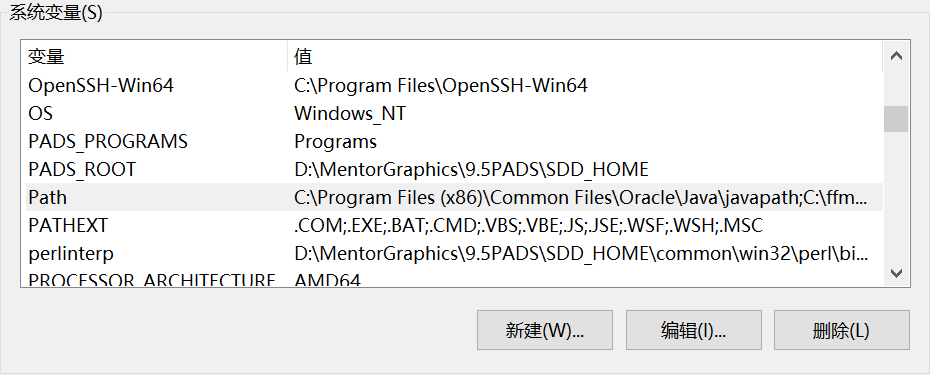 系统变量(S)
变量 值
OpenSSH-Win64 C:\Program Files\OpenSSH-Win64
OS Windows_NT
PADS_PROGRAMS Programs
PADS_ROOT D:\MentorGraphics\9.5PADS\SDD_HOME
Path C:\Program Files (x86)\Common Files\Oracle\Java\javapath;C:\ffm...
PATHEXT .COM;.EXE;.BAT;.CMD;.VBS;.VBE;.JS;.JSE;.WSF;.WSH;.MSC
perlinterp D:\MentorGraphics\9.5PADS\SDD_HOME\common\win32\perl\bi...
PROCESSOR_ARCHITECTURE AMD64
新建(W)... 编辑(I)... 删除(L)